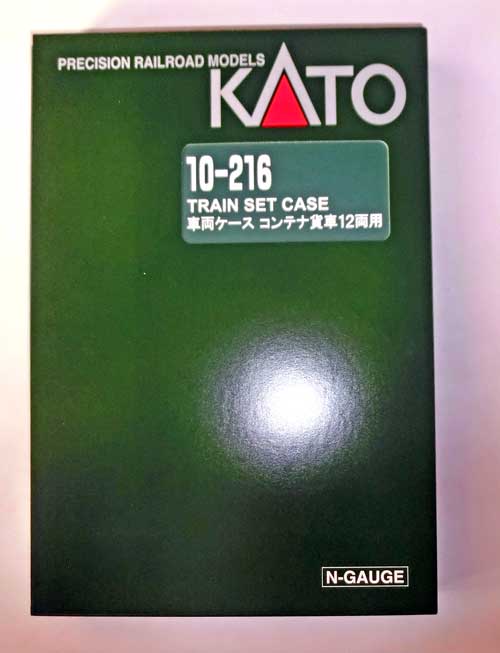 PRECISION RAILROAD MODELS
KATO
10-216
TRAIN SET CASE
車両ケース コンテナ貨車12両用
N-GAUGE